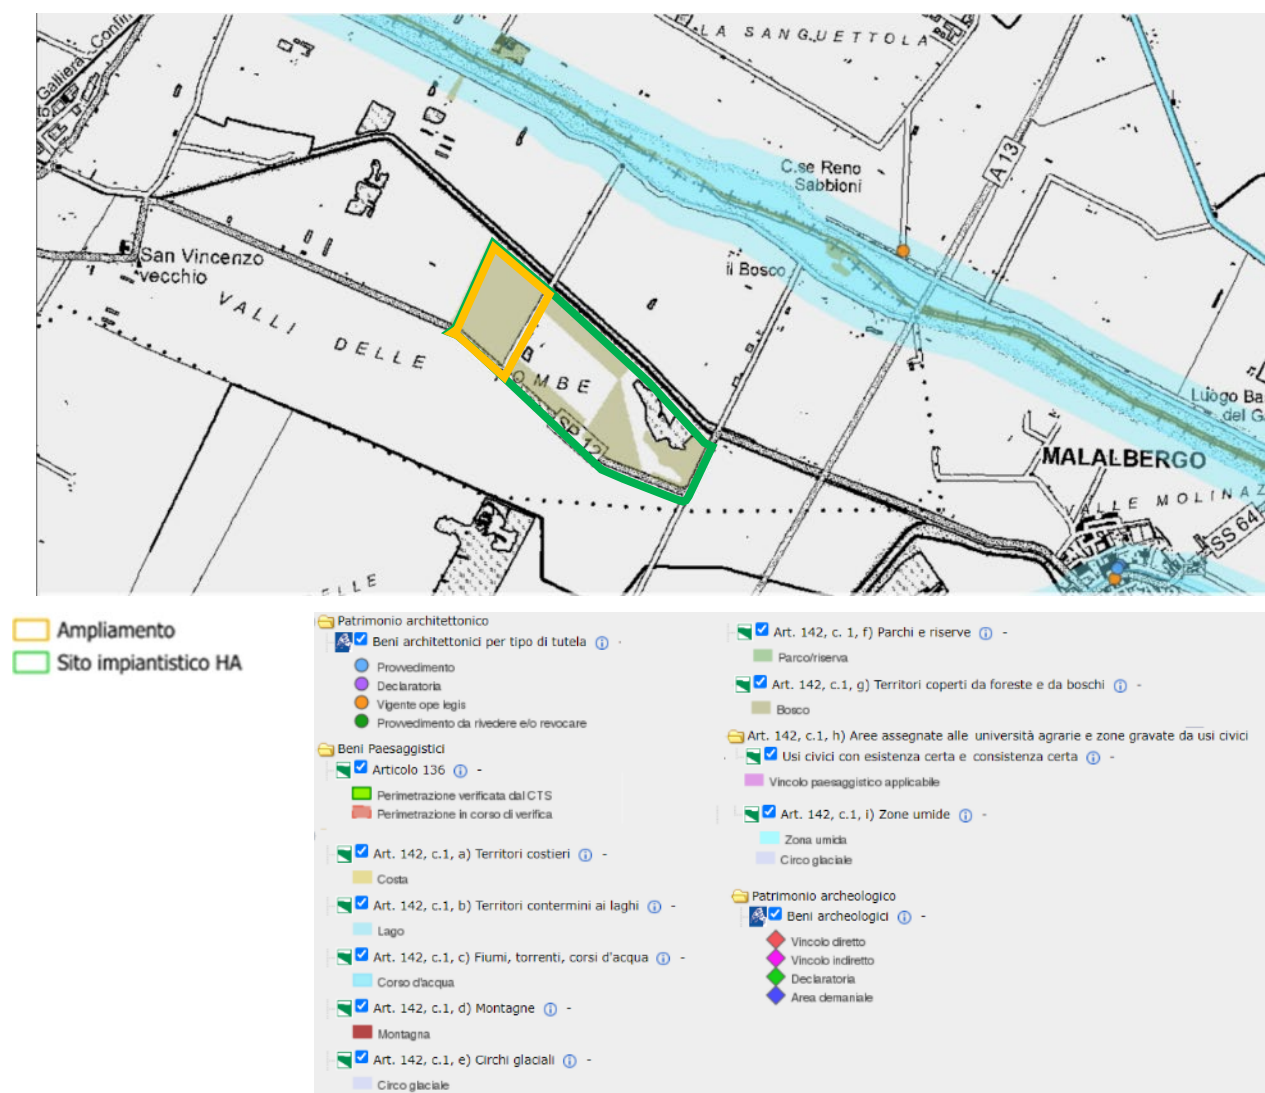 Galliera
Confin
LA SANGUETTOLA
A 13
C.se Reno
Sabbioni
San Vincenzo
vecchio
il Bosco
VALLI DELLE
OMBE
SP 12
Luogo Ba
del G
MALALBERGO
VALLE MOLINAZ
SS 64
ELLE
Ampliamento
Sito impiantistico HA
Patrimonio architettonico
Beni architettonici per tipo di tutela -
Provvedimento
Declaratoria
Vigente ope legis
Provvedimento da rivedere e/o revocare
Beni Paesaggistici
Articolo 136 -
Perimetrazione verificata dal CTS
Perimetrazione in corso di verifica
Art. 142, c.1, a) Territori costieri -
Costa
Art. 142, c.1, b) Territori contermini ai laghi -
Lago
Art. 142, c.1, c) Fiumi, torrenti, corsi d'acqua -
Corso d'acqua
Art. 142, c.1, d) Montagne -
Montagna
Art. 142, c.1, e) Circhi glaciali -
Circo glaciale
Art. 142, c. 1, f) Parchi e riserve -
Parco/riserva
Art. 142, c.1, g) Territori coperti da foreste e da boschi -
Bosco
Art. 142, c.1, h) Aree assegnate alle università agrarie e zone gravate da usi civici
Usi civici con esistenza certa e consistenza certa -
Vincolo paesaggistico applicabile
Art. 142, c.1, i) Zone umide -
Zona umida
Circo glaciale
Patrimonio archeologico
Beni archeologici -
Vincolo diretto
Vincolo indiretto
Declaratoria
Area demaniale